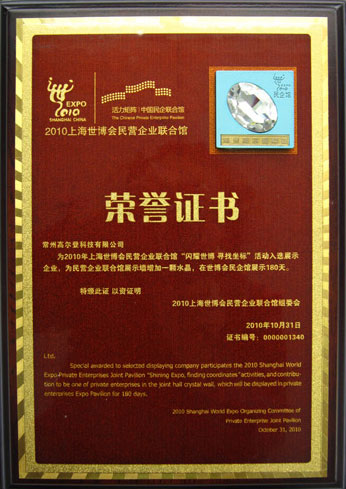 EXPO
2010
SHANGHAI CHINA
活力矩阵 | 中国民企联合馆
The Chinese Private Enterprise Pavilion
2010上海世博会民营企业联合馆
荣誉证书
常州高尔登科技有限公司
为2010年上海世博会民营企业联合馆“闪耀世博 寻找坐标”活动入选展示
企业，为民营企业联合馆展示墙增加一颗水晶，在世博会民企馆展示180天。
特颁此证 以资证明
2010上海世博会民营企业联合馆组委会
2010年10月31日
证书编号：0000001340
Ltd.
Special awarded to selected displaying company participates the 2010 Shanghai World
Expo-Private Enterprises Joint Pavilion "Shining Expo, finding coordinates" activities, and contribu-
tion to be one of private enterprises in the joint hall crystal wall, which will be displayed in private
enterprises Expo Pavilion for 180 days.
2010 Shanghai World Expo Organizing Committee of
Private Enterprise Joint Pavilion
October 31, 2010